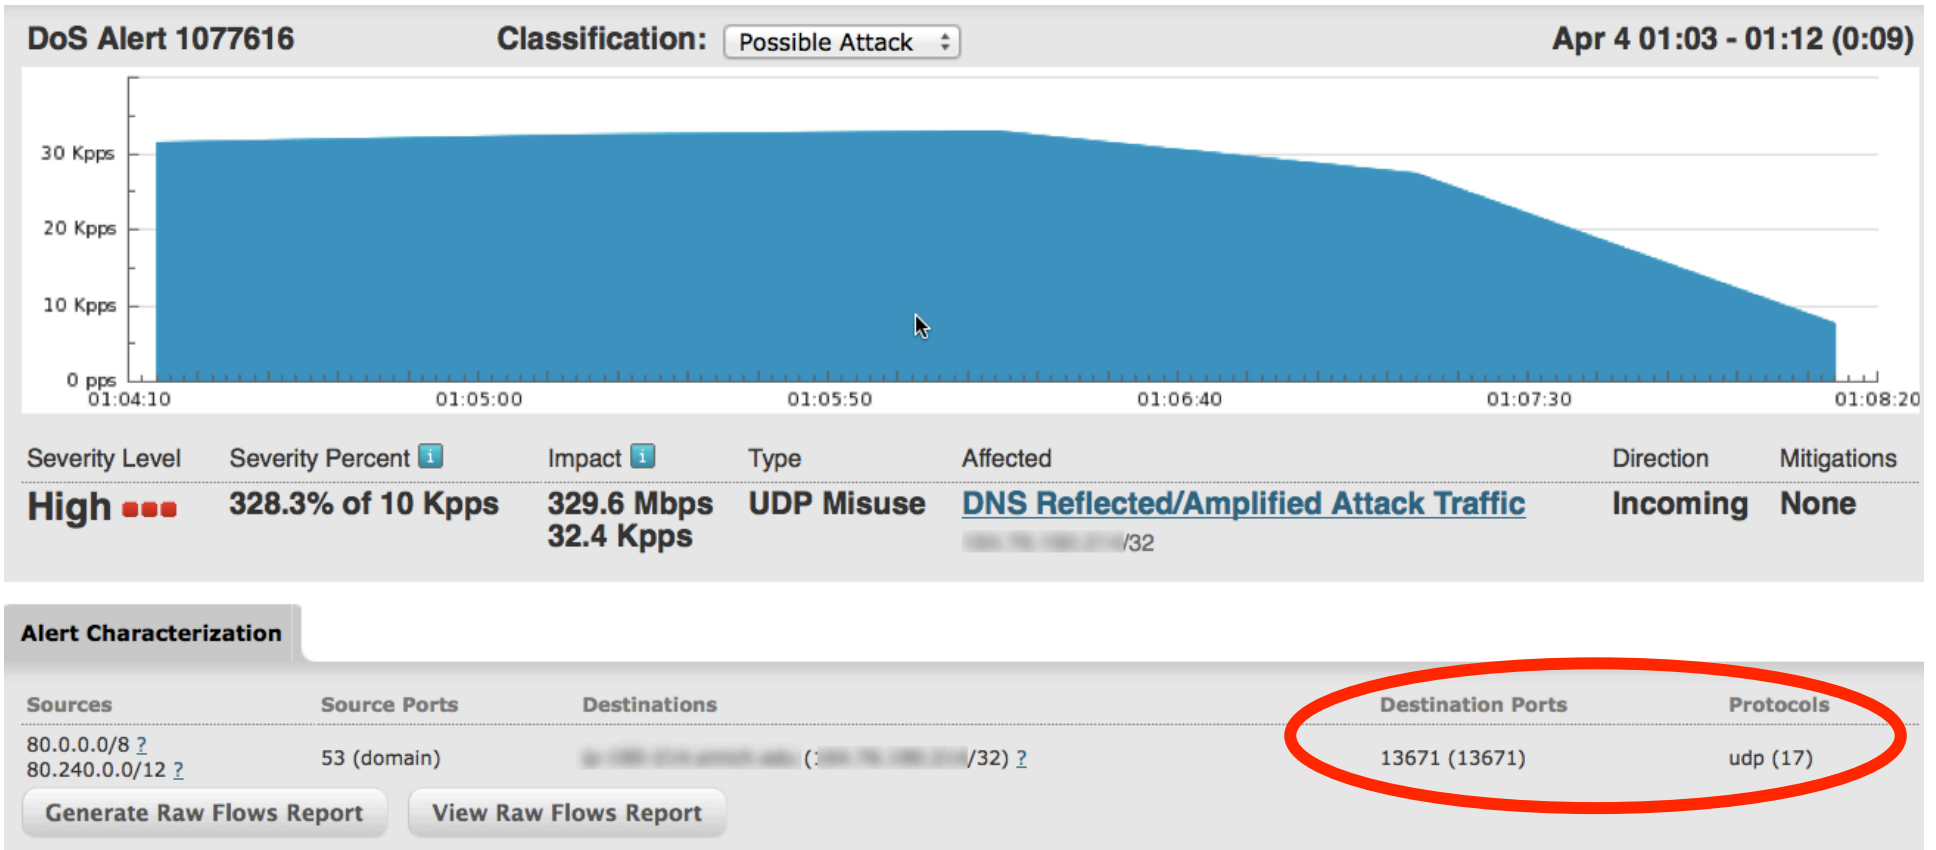 DoS Alert 1077616 Classification: Possible Attack Apr 4 01:03 - 01:12 (0:09)
30 Kpps
20 Kpps
10 Kpps
0 pps
01:04:10 01:05:00 01:05:50 01:06:40 01:07:30 01:08:20
Severity Level Severity Percent i Impact i Type Affected Direction Mitigations
High 328.3% of 10 Kpps 329.6 Mbps UDP Misuse DNS Reflected/Amplified Attack Traffic Incoming None
32.4 Kpps /32
Alert Characterization
Sources Source Ports Destinations Destination Ports Protocols
80.0.0.0/8 ?
53 (domain) ( /32) ? 13671 (13671) udp (17)
80.240.0.0/12 ?
Generate Raw Flows Report View Raw Flows Report